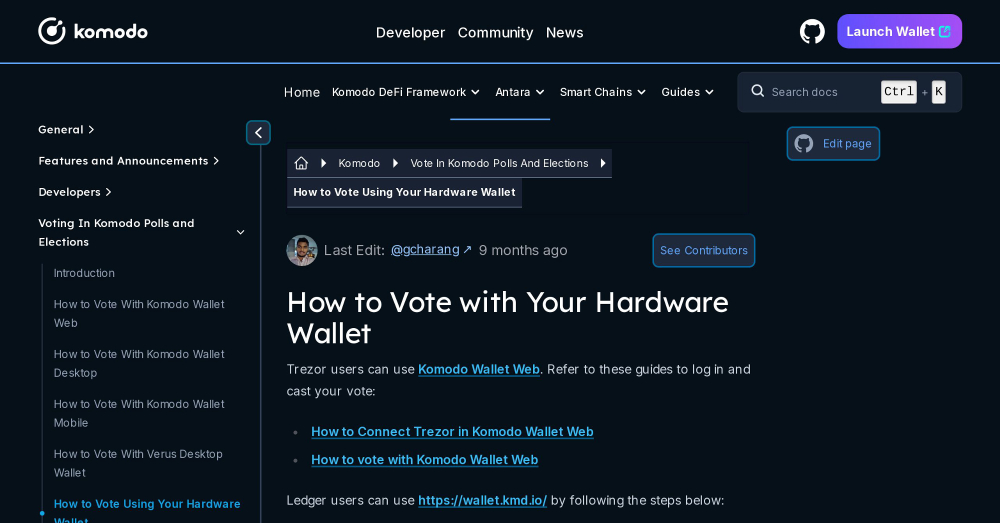 komodo
Developer Community News
Launch Wallet
Home Komodo DeFi Framework Antara Smart Chains Guides
Search docs Ctrl + K
General
Features and Announcements
Developers
Voting In Komodo Polls and
Elections
Introduction
How to Vote With Komodo Wallet
Web
How to Vote With Komodo Wallet
Desktop
How to Vote With Komodo Wallet
Mobile
How to Vote With Verus Desktop
Wallet
How to Vote Using Your Hardware
Wallet
Komodo Vote In Komodo Polls And Elections
How to Vote Using Your Hardware Wallet
Edit page
Last Edit: @gcharang ↗ 9 months ago
See Contributors
How to Vote with Your Hardware
Wallet
Trezor users can use Komodo Wallet Web. Refer to these guides to log in and
cast your vote:
How to Connect Trezor in Komodo Wallet Web
How to vote with Komodo Wallet Web
Ledger users can use https://wallet.kmd.io/ by following the steps below: